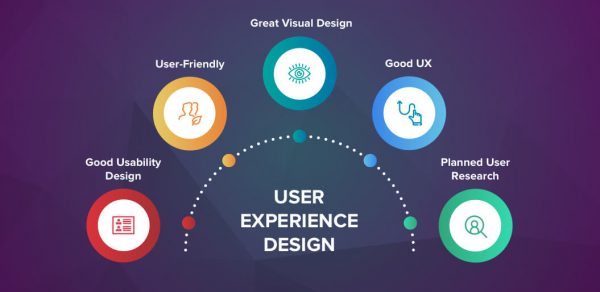 Great Visual Design
User-Friendly
Good UX
Good Usability
Design
Planned User
Research
USER
EXPERIENCE
DESIGN